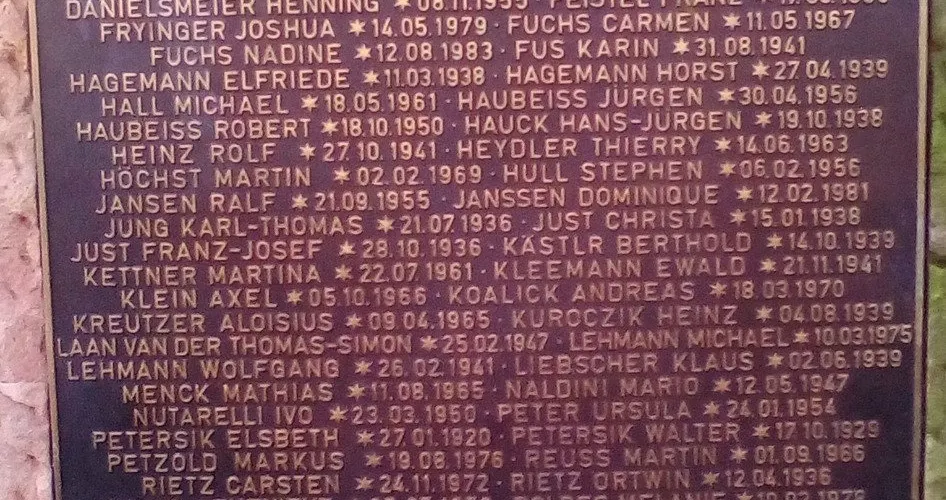 DANIELSMEIER HENNING ★08.11.1955
FRYINGER JOSHUA ★14.05.1979 · FUCHS CARMEN ★11.05.1967
FUCHS NADINE ★12.08.1983 · FUS KARIN ★31.08.1941
HAGEMANN ELFRIEDE ★11.03.1938 · HAGEMANN HORST ★27.04.1939
HALL MICHAEL ★18.05.1961 · HAUBEISS JÜRGEN ★30.04.1956
HAUBEISS ROBERT ★18.10.1950 · HAUCK HANS-JÜRGEN ★19.10.1938
HEINZ ROLF ★27.10.1941 · HEYDLER THIERRY ★14.06.1963
HÖCHST MARTIN ★02.02.1969 · HULL STEPHEN ★06.02.1956
JANSEN RALF ★21.09.1955 · JANSSEN DOMINIQUE ★12.02.1981
JUNG KARL-THOMAS ★21.07.1936 · JUST CHRISTA ★15.01.1938
JUST FRANZ-JOSEF ★28.10.1936 · KÄSTLR BERTHOLD ★14.10.1939
KETTNER MARTINA ★22.07.1961 · KLEEMANN EWALD ★21.11.1941
KLEIN AXEL ★05.10.1966 · KOALICK ANDREAS ★18.03.1970
KREUTZER ALOISIUS ★09.04.1965 · KUROCZIK HEINZ ★04.08.1939
LAAN VAN DER THOMAS-SIMON ★25.02.1947 · LEHMANN MICHAEL ★10.03.1975
LEHMANN WOLFGANG ★26.02.1941 · LIEBSCHER KLAUS ★02.06.1939
MENCK MATHIAS ★11.08.1965 · NALDINI MARIO ★12.05.1947
NUTARELLI IVO ★23.03.1950 · PETER URSULA ★24.01.1954
PETERSIK ELSBETH ★27.01.1920 · PETERSIK WALTER ★17.10.1929
PETZOLD MARKUS ★19.08.1976 · REUSS MARTIN ★01.09.1966
RIETZ CARSTEN ★24.11.1972 · RIETZ ORTWIN ★12.04.1936